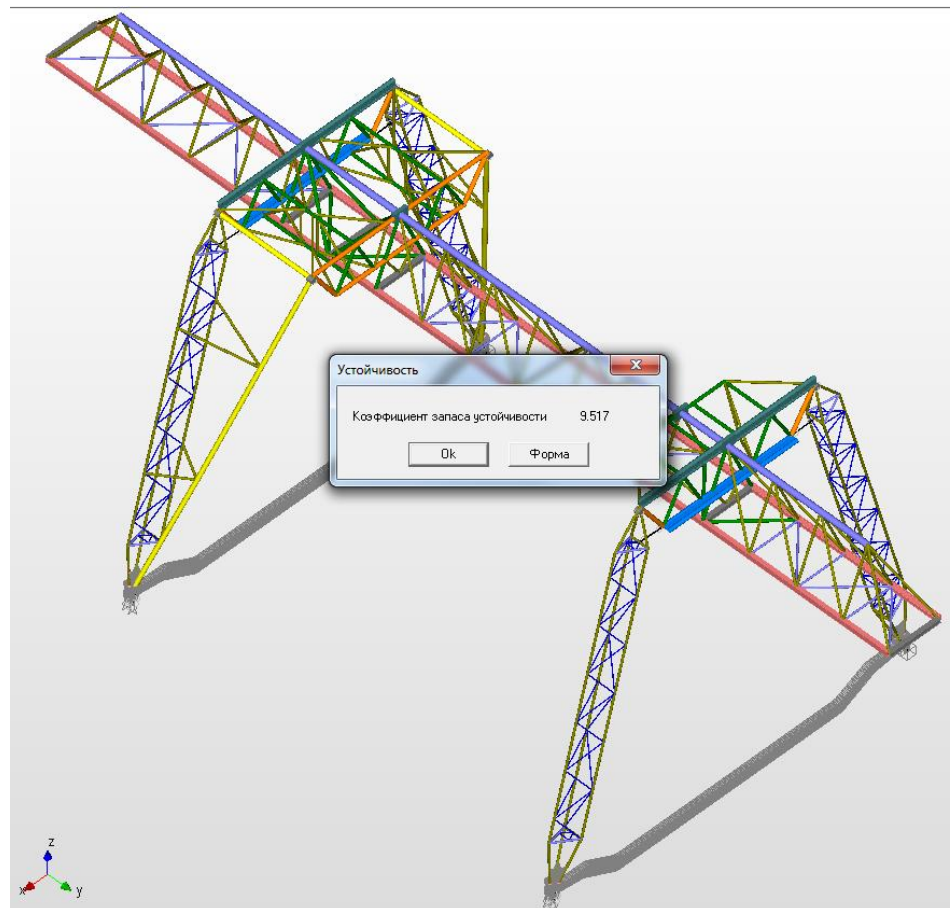 Устойчивость
Коэффициент запаса устойчивости 9.517
Ok
Форма
z
x
y